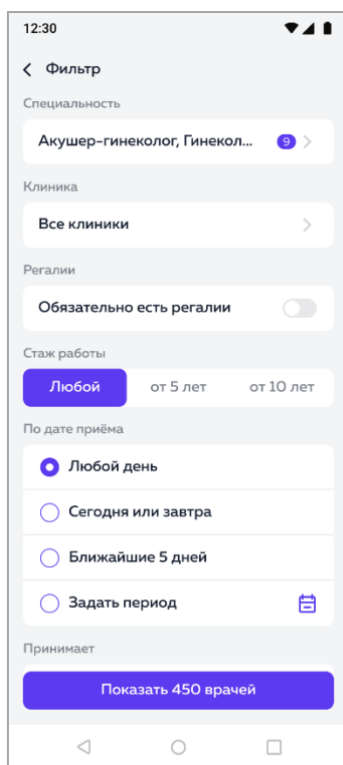 12:30
Фильтр
Специальность
Акушер-гинеколог, Гинекол... 9
Клиника
Все клиники
Регалии
Обязательно есть регалии
Стаж работы
Любой от 5 лет от 10 лет
По дате приёма
Любой день
Сегодня или завтра
Ближайшие 5 дней
Задать период
Принимает
Показать 450 врачей